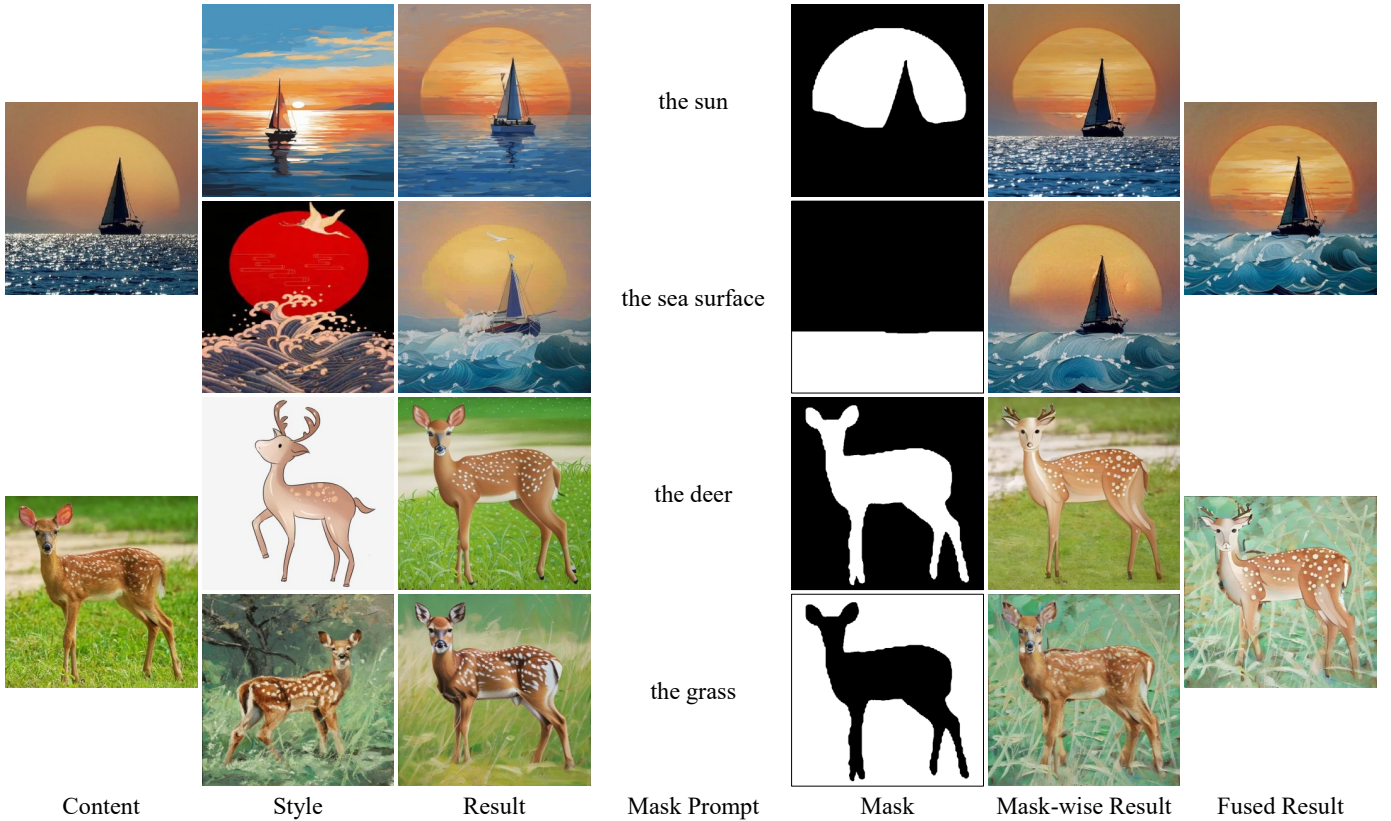 the sun
the sea surface
the deer
the grass
Content Style Result Mask Prompt Mask Mask-wise Result Fused Result